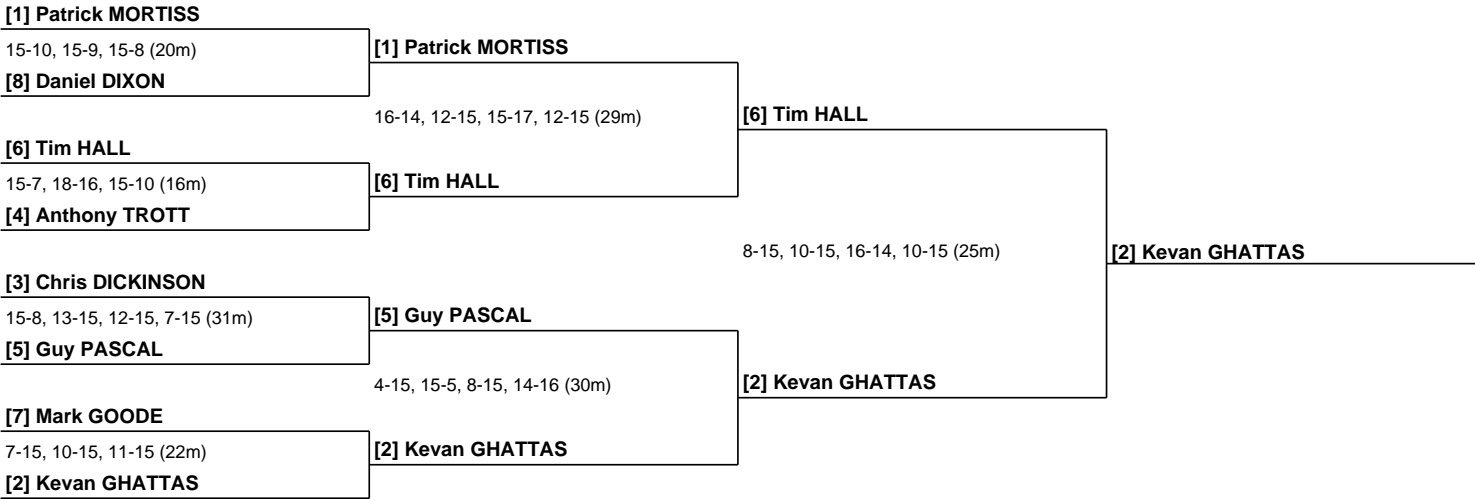 [1] Patrick MORTISS
15-10, 15-9, 15-8 (20m)
[8] Daniel DIXON
[6] Tim HALL
15-7, 18-16, 15-10 (16m)
[4] Anthony TROTT
[3] Chris DICKINSON
15-8, 13-15, 12-15, 7-15 (31m)
[5] Guy PASCAL
[7] Mark GOODE
7-15, 10-15, 11-15 (22m)
[2] Kevan GHATTAS
[1] Patrick MORTISS
16-14, 12-15, 15-17, 12-15 (29m)
[6] Tim HALL
[5] Guy PASCAL
4-15, 15-5, 8-15, 14-16 (30m)
[2] Kevan GHATTAS
[6] Tim HALL
8-15, 10-15, 16-14, 10-15 (25m)
[2] Kevan GHATTAS
[2] Kevan GHATTAS